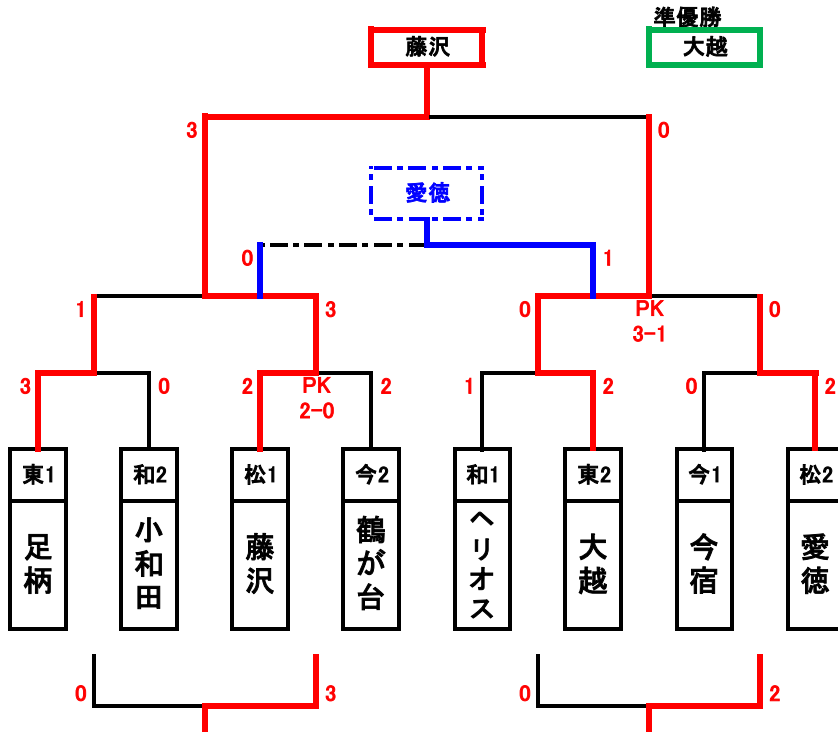 準優勝
藤沢 大越
3 0
愛徳
0 1
1 3 0 PK 0
3-1
3 0 2 PK 2 1 2 0 2
2-0
東1 和2 松1 今2 和1 東2 今1 松2
足柄 小和田 藤沢 鶴が台 ヘリオス 大越 今宿 愛徳
0 3 0 2